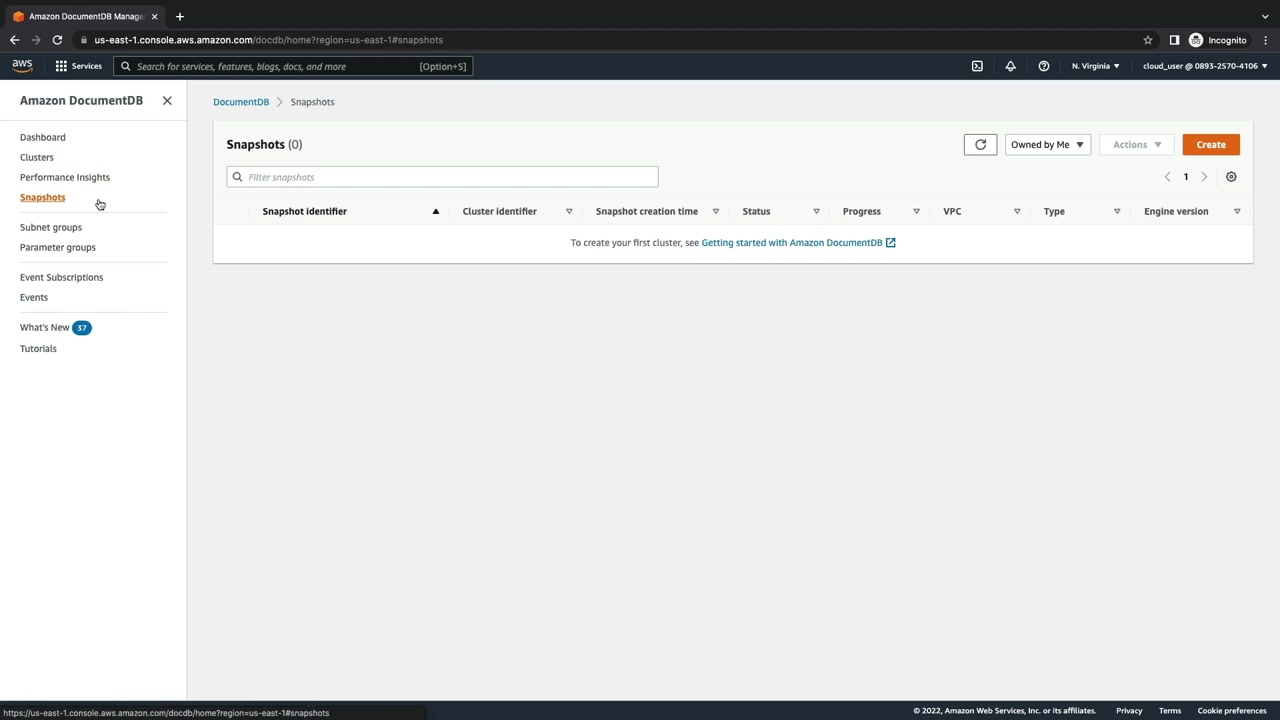 Amazon DocumentDB Manage
us-east-1.console.aws.amazon.com/docdb/home?region=us-east-1#snapshots
Incognito
aws
Services
Search for services, features, blogs, docs, and more
[Option+S]
N. Virginia
cloud_user @ 0893-2570-4106
Amazon DocumentDB
Dashboard
Clusters
Performance Insights
Snapshots
Subnet groups
Parameter groups
Event Subscriptions
Events
What's New 37
Tutorials
DocumentDB
Snapshots
Snapshots (0)
Owned by Me
Actions
Create
Filter snapshots
1
Snapshot identifier
Cluster identifier
Snapshot creation time
Status
Progress
VPC
Type
Engine version
To create your first cluster, see Getting started with Amazon DocumentDB
https://us-east-1.console.aws.amazon.com/docdb/home?region=us-east-1#snapshots
© 2022, Amazon Web Services, Inc. or its affiliates.
Privacy
Terms
Cookie preferences